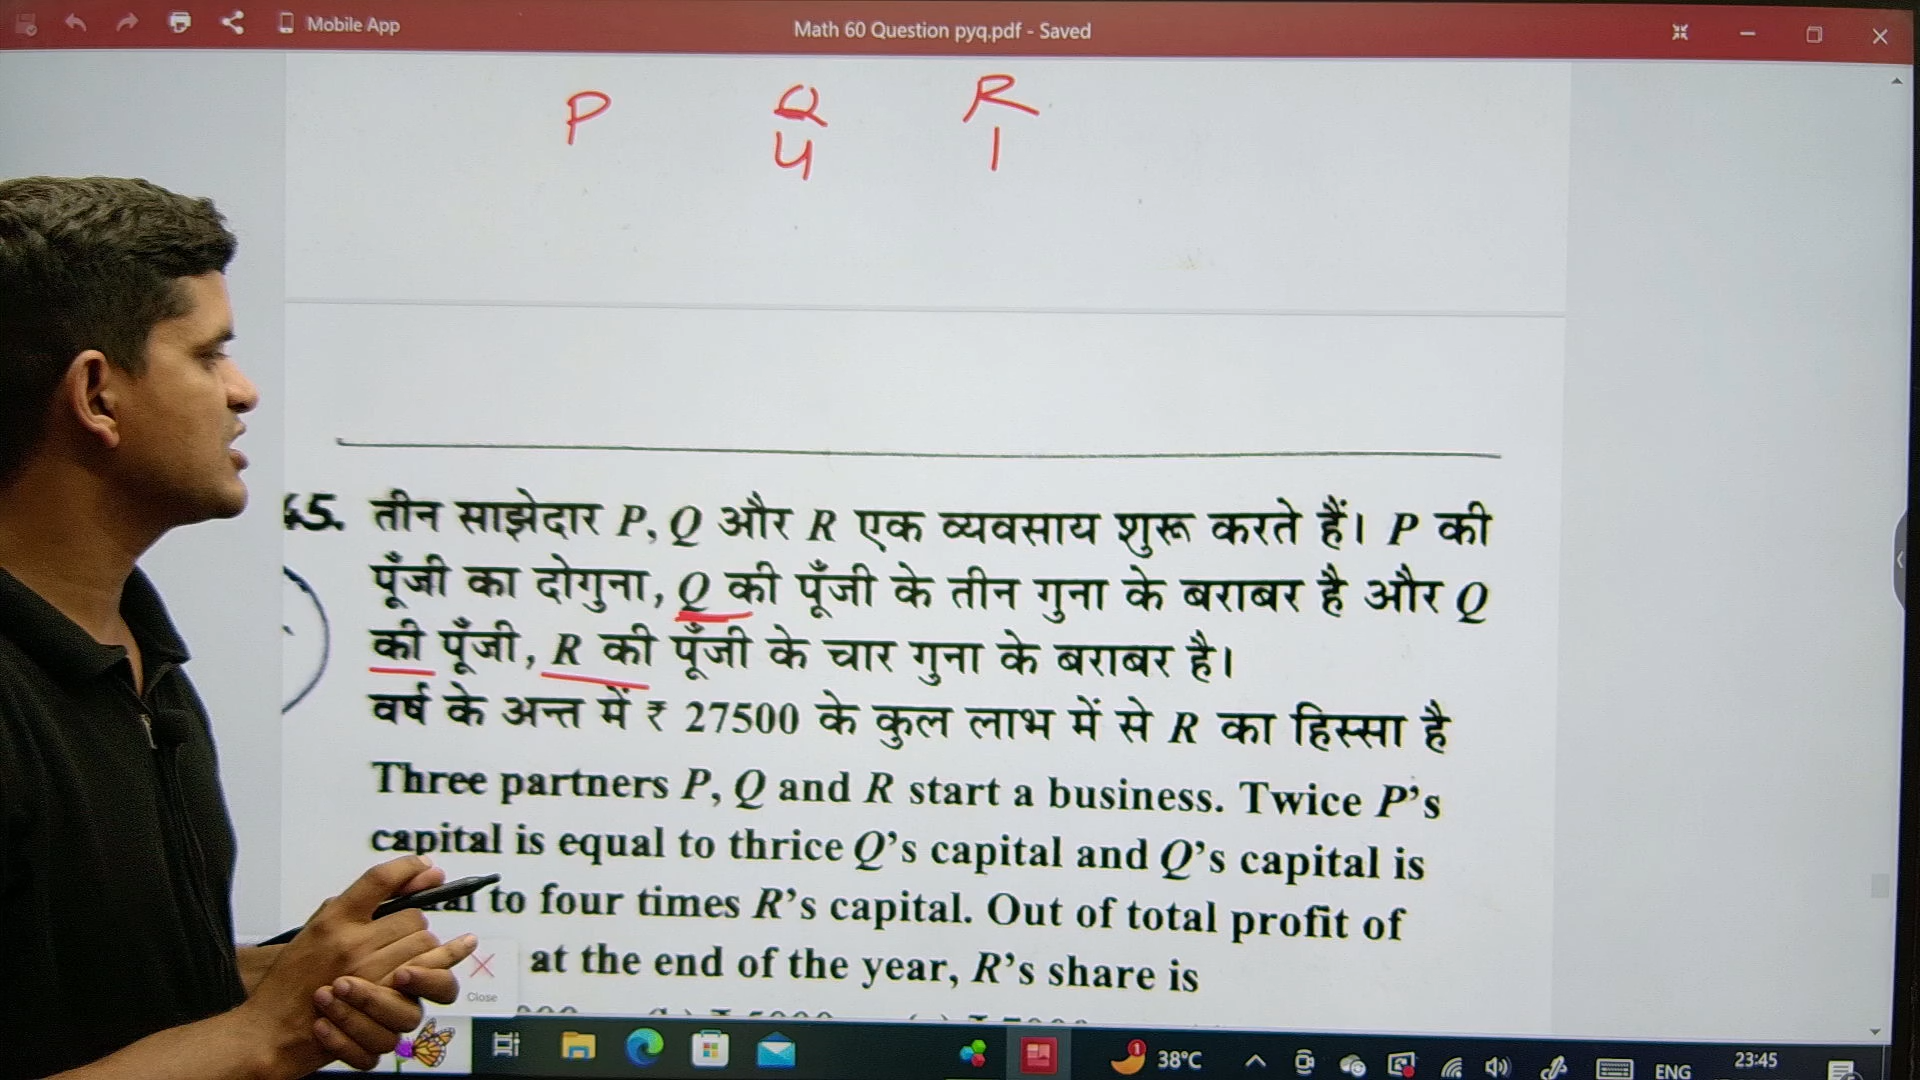 Mobile App
Math 60 Question pyq.pdf - Saved
P Q R
4 1
65. तीन साझेदार P, Q और R एक व्यवसाय शुरू करते हैं। P की
पूँजी का दोगुना, Q की पूँजी के तीन गुना के बराबर है और Q
की पूँजी, R की पूँजी के चार गुना के बराबर है।
वर्ष के अन्त में ₹ 27500 के कुल लाभ में से R का हिस्सा है
Three partners P, Q and R start a business. Twice P's
capital is equal to thrice Q's capital and Q's capital is
to four times R's capital. Out of total profit of
at the end of the year, R's share is
Close
38°C
ENG
23:45